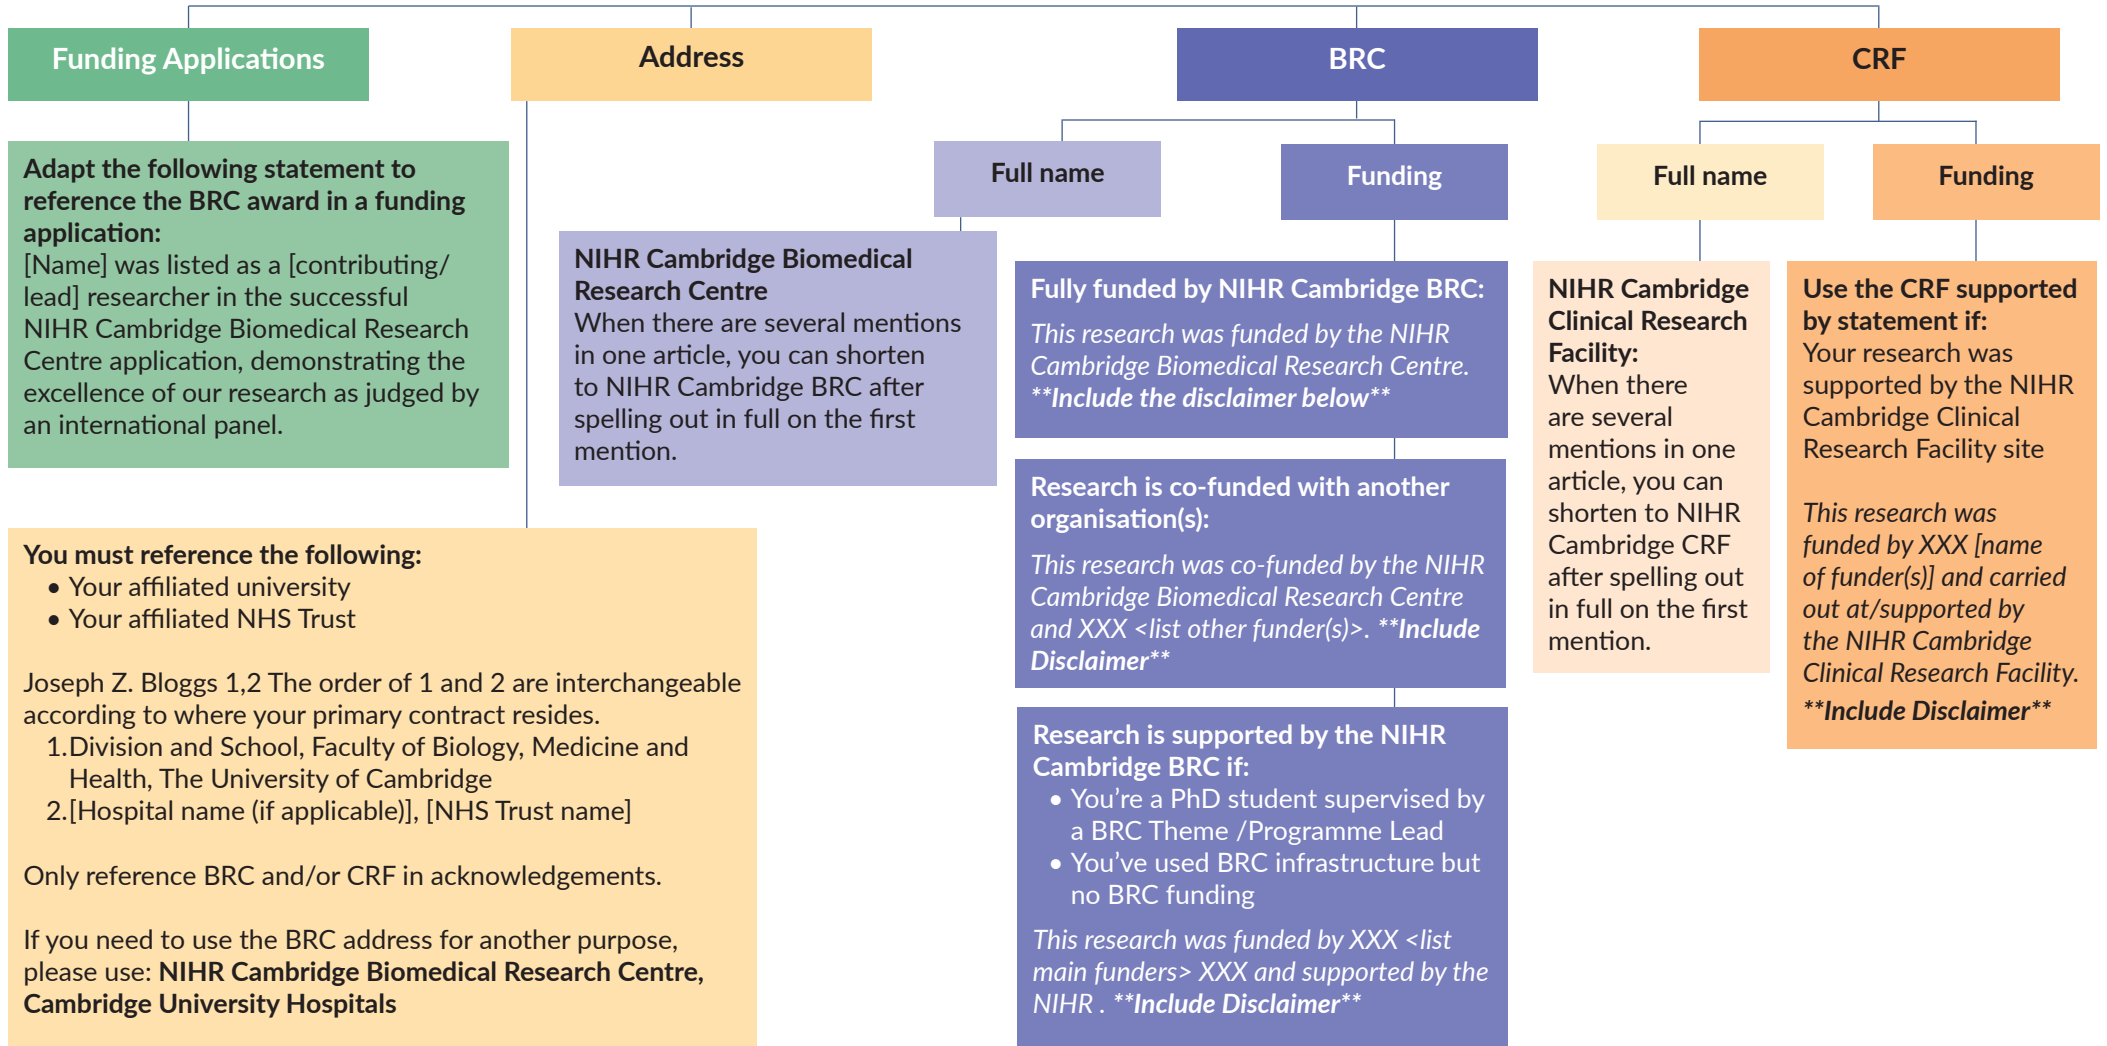 Funding Applications
Adapt the following statement to
reference the BRC award in a funding
application:
[Name] was listed as a [contributing/
lead] researcher in the successful
NIHR Cambridge Biomedical Research
Centre application, demonstrating the
excellence of our research as judged by
an international panel.
Address
You must reference the following:
• Your affiliated university
• Your affiliated NHS Trust
Joseph Z. Bloggs 1,2 The order of 1 and 2 are interchangeable
according to where your primary contract resides.
1.Division and School, Faculty of Biology, Medicine and
Health, The University of Cambridge
2.[Hospital name (if applicable)], [NHS Trust name]
Only reference BRC and/or CRF in acknowledgements.
If you need to use the BRC address for another purpose,
please use: NIHR Cambridge Biomedical Research Centre,
Cambridge University Hospitals
BRC
Full name
NIHR Cambridge Biomedical
Research Centre
When there are several mentions
in one article, you can shorten
to NIHR Cambridge BRC after
spelling out in full on the first
mention.
Funding
Fully funded by NIHR Cambridge BRC:
This research was funded by the NIHR
Cambridge Biomedical Research Centre.
**Include the disclaimer below**
Research is co-funded with another
organisation(s):
This research was co-funded by the NIHR
Cambridge Biomedical Research Centre
and XXX <list other funder(s)>. **Include
Disclaimer**
Research is supported by the NIHR
Cambridge BRC if:
• You’re a PhD student supervised by
a BRC Theme /Programme Lead
• You’ve used BRC infrastructure but
no BRC funding
This research was funded by XXX <list
main funders> XXX and supported by the
NIHR . **Include Disclaimer**
CRF
Full name
NIHR Cambridge
Clinical Research
Facility:
When there
are several
mentions in one
article, you can
shorten to NIHR
Cambridge CRF
after spelling out
in full on the first
mention.
Funding
Use the CRF supported
by statement if:
Your research was
supported by the NIHR
Cambridge Clinical
Research Facility site
This research was
funded by XXX [name
of funder(s)] and carried
out at/supported by
the NIHR Cambridge
Clinical Research Facility.
**Include Disclaimer**